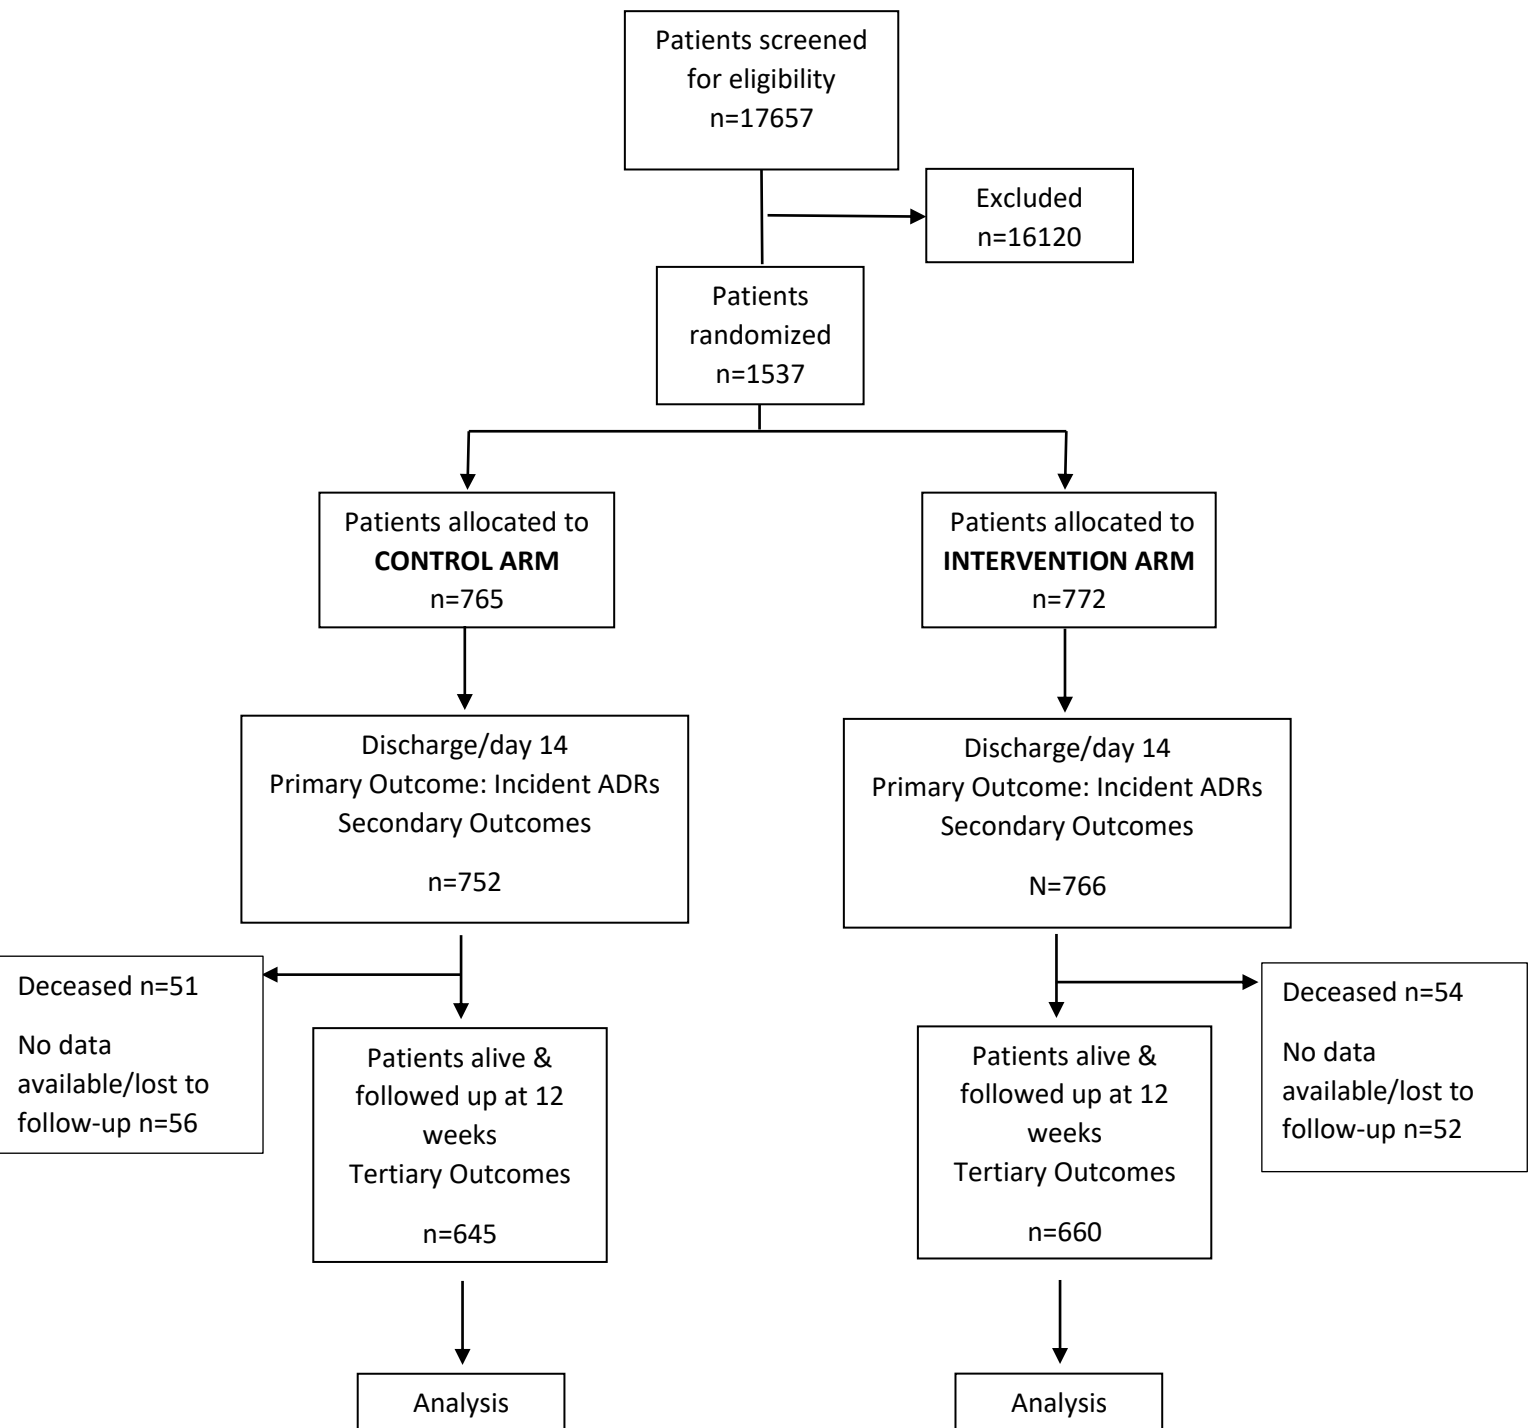 Patients screened
for eligibility
n=17657
Excluded
n=16120
Patients
randomized
n=1537
Patients allocated to
CONTROL ARM
n=765
Patients allocated to
INTERVENTION ARM
n=772
Discharge/day 14
Primary Outcome: Incident ADRs
Secondary Outcomes
n=752
Discharge/day 14
Primary Outcome: Incident ADRs
Secondary Outcomes
N=766
Deceased n=51
No data
available/lost to
follow-up n=56
Patients alive &
followed up at 12
weeks
Tertiary Outcomes
n=645
Patients alive &
followed up at 12
weeks
Tertiary Outcomes
n=660
Deceased n=54
No data
available/lost to
follow-up n=52
Analysis
Analysis